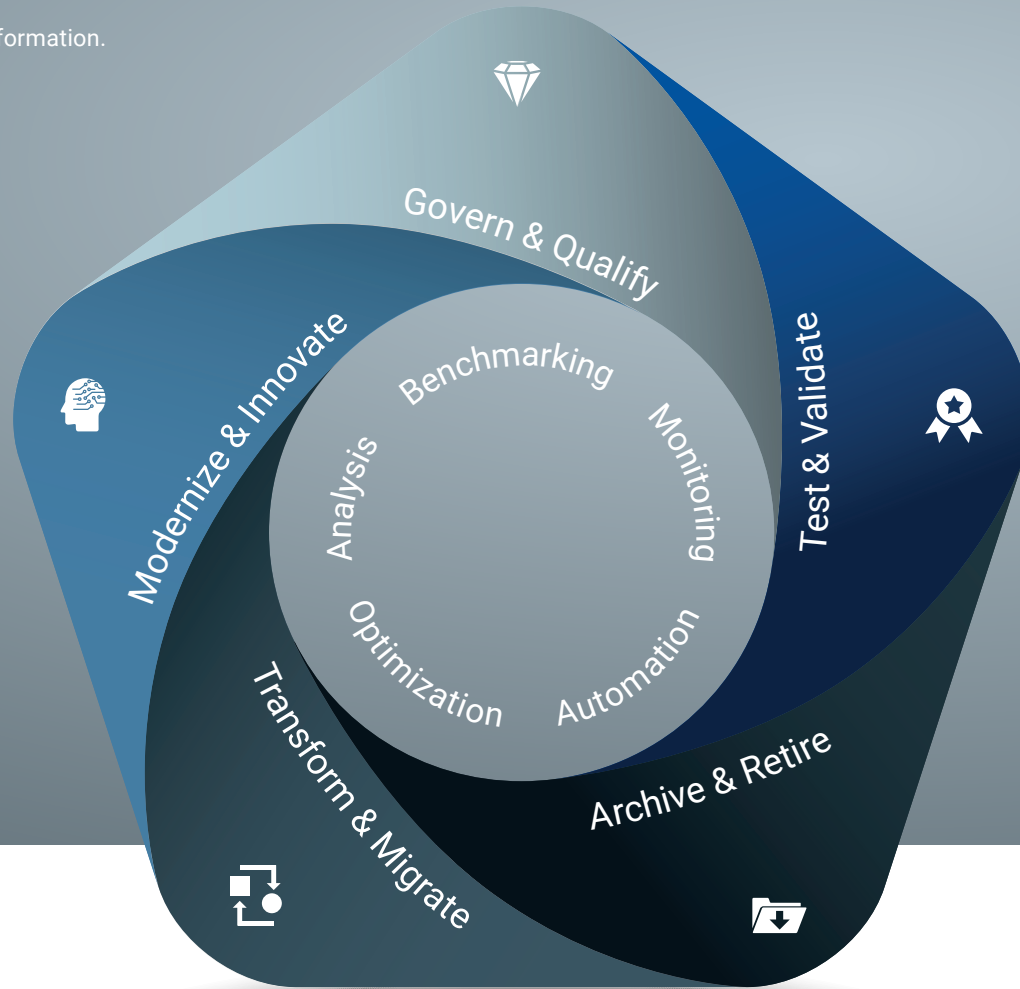 formation.
Govern & Qualify
Test & Validate
Archive & Retire
Transform & Migrate
Modernize & Innovate
Benchmarking
Monitoring
Automation
Optimization
Analysis